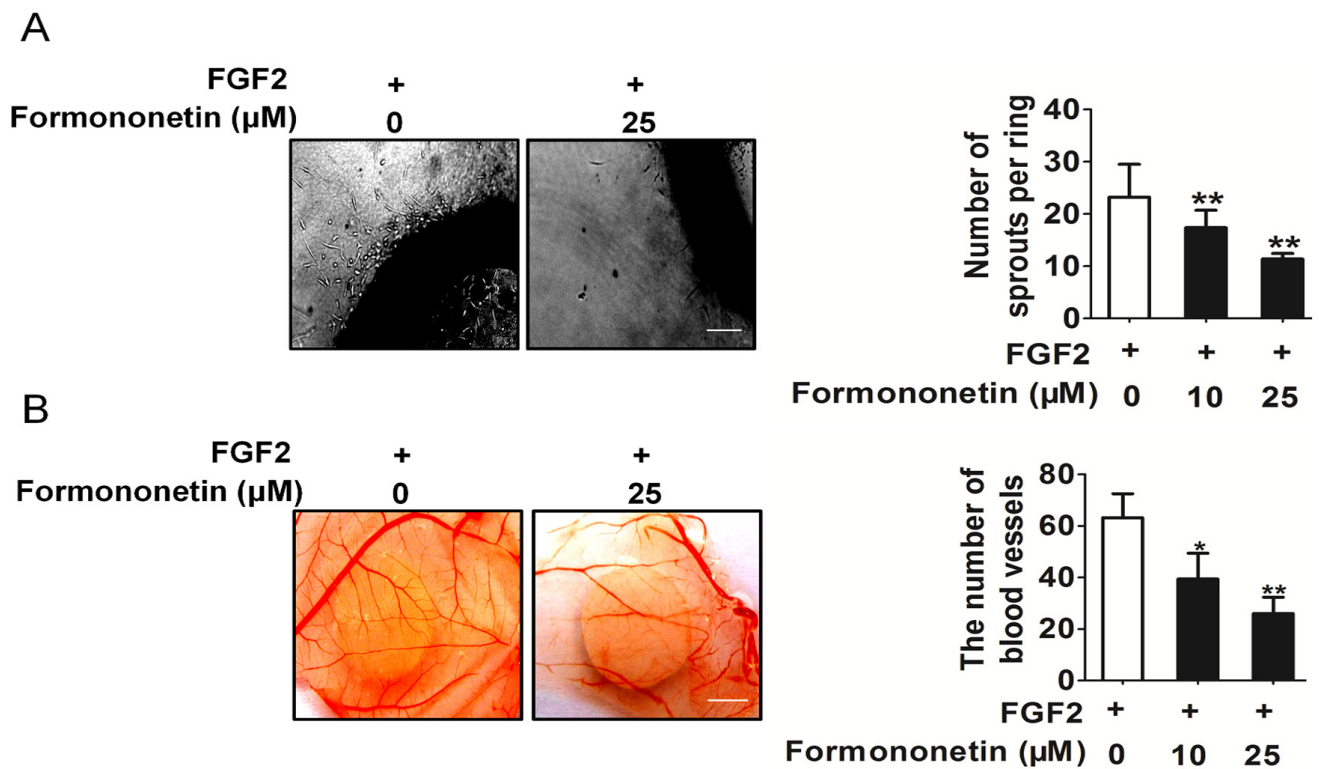 A
FGF2 + +
Formononetin (μM) 0 25
Number of
sprouts per ring
40
30
20
10
0
**
**
FGF2 + + +
Formononetin (μM) 0 10 25
B
FGF2 + +
Formononetin (μM) 0 25
The number of
blood vessels
80
60
40
20
0
*
**
FGF2 + + +
Formononetin (μM) 0 10 25